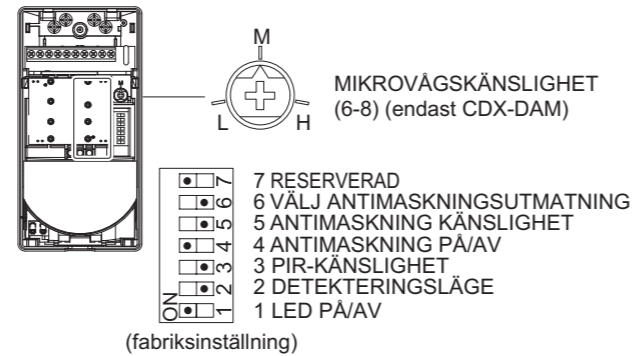 M
L H
MIKROVÅGSKÄNSLIGHET
(6-8) (endast CDX-DAM)
7 7 RESERVERAD
6 6 VÄLJ ANTIMASKNINGSUTMATNING
5 5 ANTIMASKNING KÄNSLIGHET
4 4 ANTIMASKNING PÅ/AV
3 3 PIR-KÄNSLIGHET
2 2 DETEKTERINGSLÄGE
ON 1 1 LED PÅ/AV
(fabriksinställning)